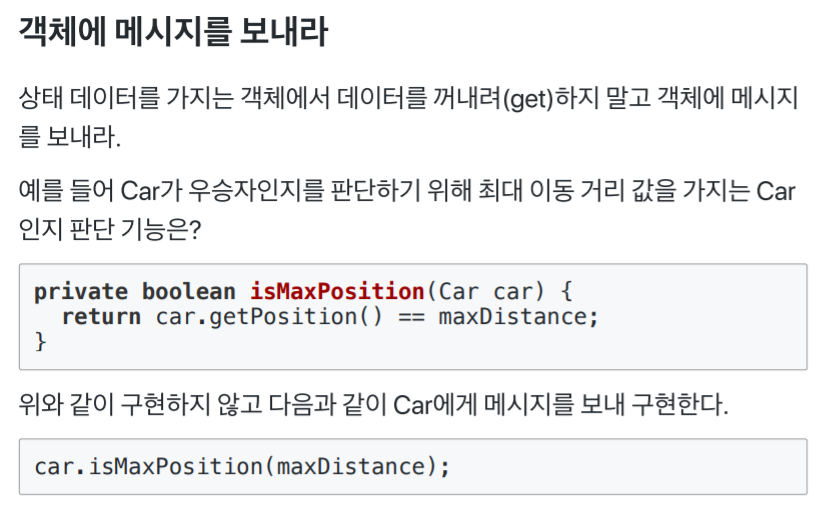 객체에 메시지를 보내라
상태 데이터를 가지는 객체에서 데이터를 꺼내려(get)하지 말고 객체에 메시지
를 보내라.
예를 들어 Car가 우승자인지를 판단하기 위해 최대 이동 거리 값을 가지는 Car
인지 판단 기능은?
private boolean isMaxPosition(Car car) {
  return car.getPosition() == maxDistance;
}
위와 같이 구현하지 않고 다음과 같이 Car에게 메시지를 보내 구현한다.
car.isMaxPosition(maxDistance);